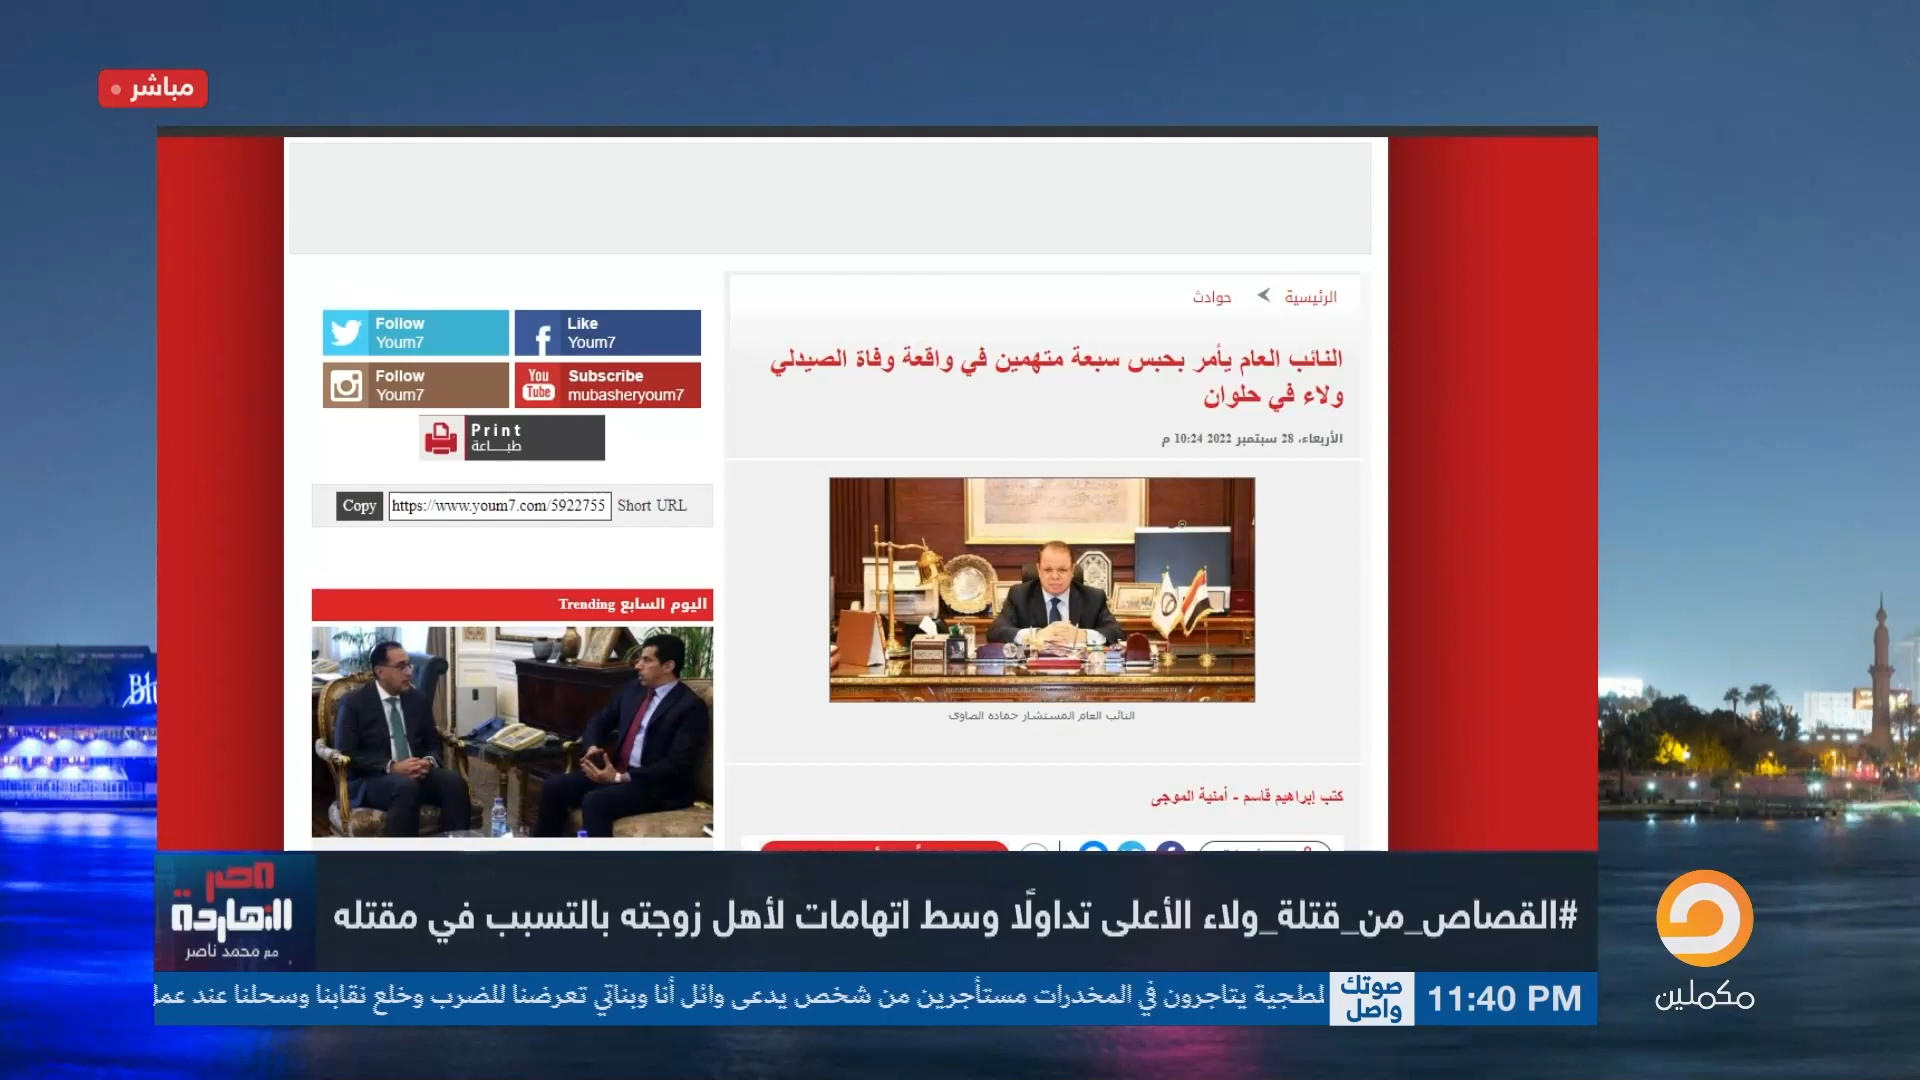 مباشر
الرئيسية
حوادث
النائب العام يأمر بحبس سبعة متهمين في واقعة وفاة الصيدلي
ولاء في حلوان
الأربعاء، 28 سبتمبر 2022 10:24 م
النائب العام المستشار حماده الصاوى
كتب إبراهيم قاسم - أمنية الموجى
Follow
Youm7
Like
Youm7
Follow
Youm7
You
Tube
Subscribe
mubasheryoum7
Print
طبـــاعة
Copy
https://www.youm7.com/5922755
Short URL
اليوم السابع Trending
#القصاص_من_قتلة_ولاء الأعلى تداولًا وسط اتهامات لأهل زوجته بالتسبب في مقتله
مصر
النهاردة
مع محمد ناصر
11:40 PM
صوتك
واصل
يتاجرون في المخدرات مستأجرين من شخص يدعى وائل أنا وبناتي تعرضنا للضرب وخلع نقابنا وسحلنا عند
مكملين